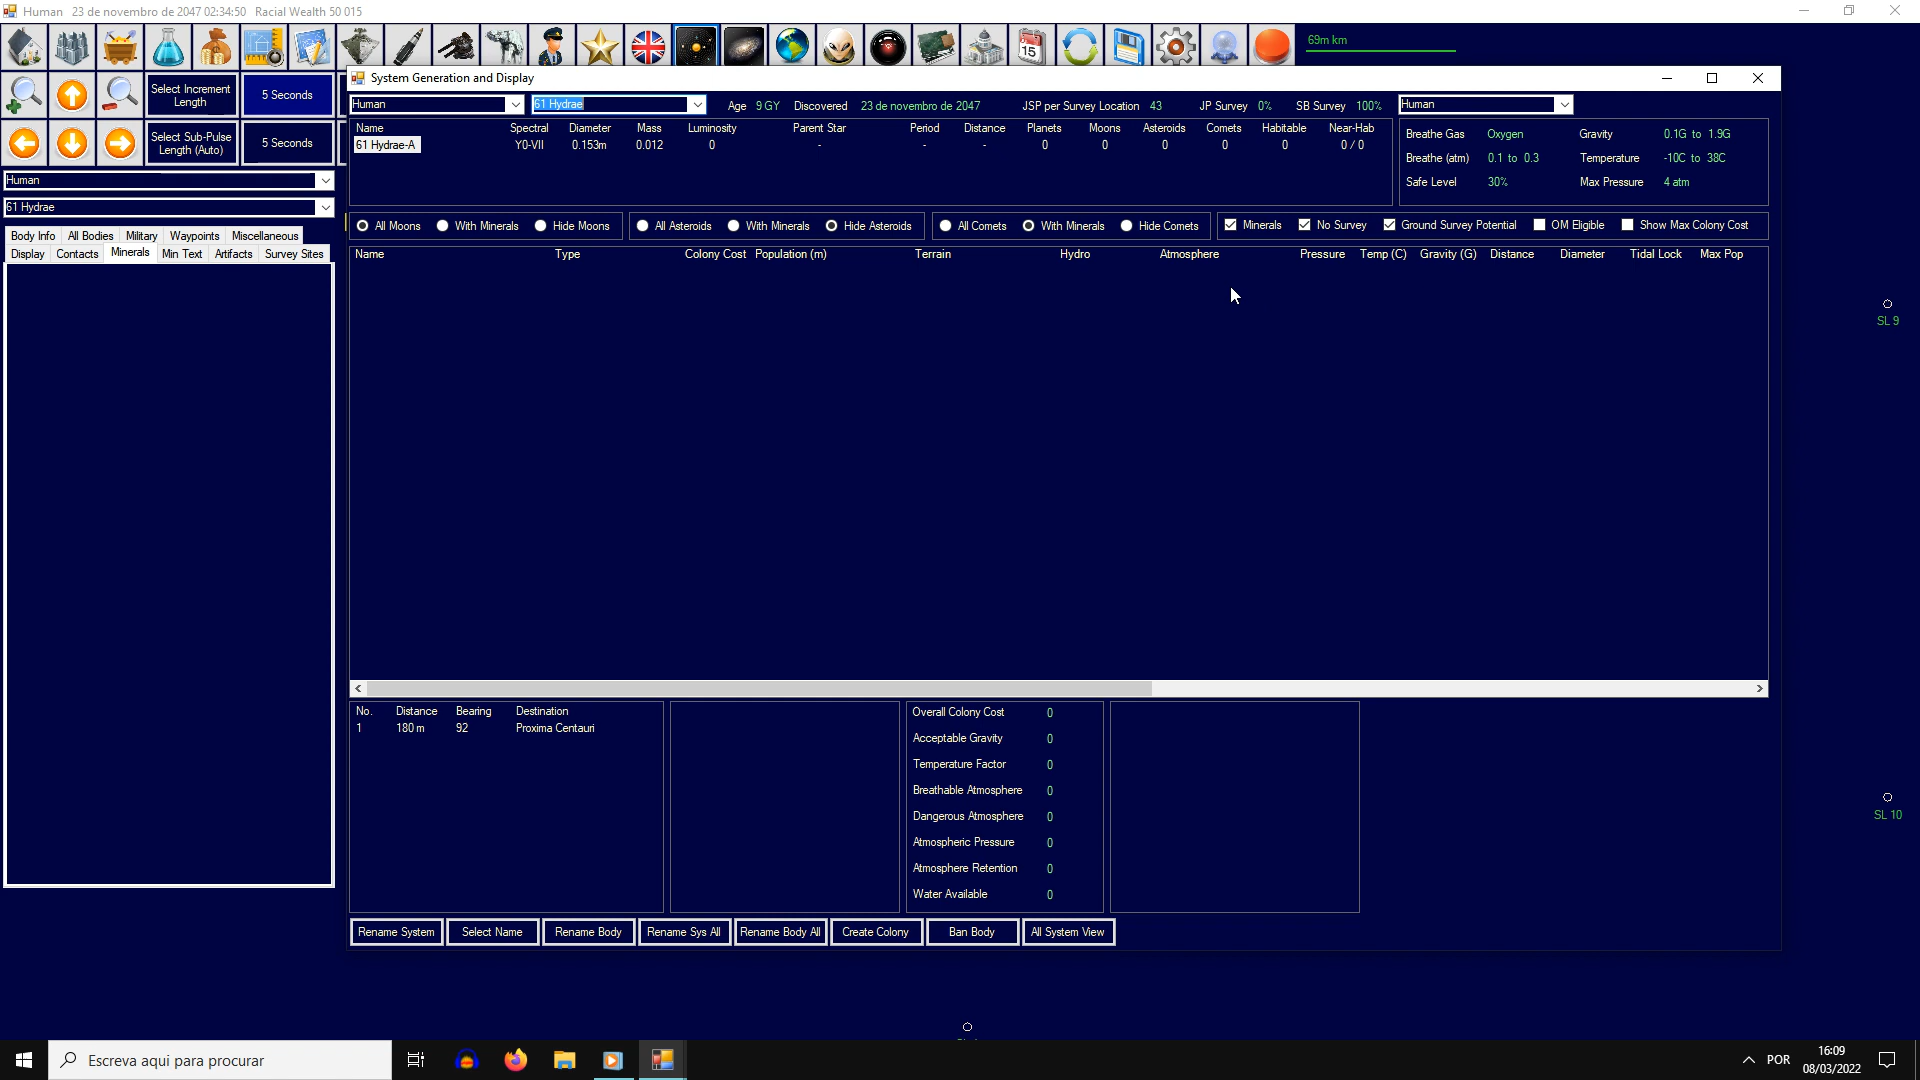 Human 23 de novembro de 2047 02:34:50 Racial Wealth 50 015
69m km
System Generation and Display
Select Increment Length
5 Seconds
Select Sub-Pulse Length (Auto)
5 Seconds
Human
61 Hydrae
Body Info All Bodies Military Waypoints Miscellaneous
Display Contacts Minerals Min Text Artifacts Survey Sites
Human 61 Hydrae Age 9 GY Discovered 23 de novembro de 2047 JSP per Survey Location 43 JP Survey 0% SB Survey 100% Human
Name Spectral Diameter Mass Luminosity Parent Star Period Distance Planets Moons Asteroids Comets Habitable Near-Hab
61 Hydrae-A Y0-VII 0.153m 0.012 0 - - - 0 0 0 0 0 0 / 0
Breathe Gas Oxygen Gravity 0.1G to 1.9G
Breathe (atm) 0.1 to 0.3 Temperature -10C to 38C
Safe Level 30% Max Pressure 4 atm
All Moons With Minerals Hide Moons All Asteroids With Minerals Hide Asteroids All Comets With Minerals Hide Comets Minerals No Survey Ground Survey Potential OM Eligible Show Max Colony Cost
Name Type Colony Cost Population (m) Terrain Hydro Atmosphere Pressure Temp (C) Gravity (G) Distance Diameter Tidal Lock Max Pop
SL 9
No. Distance Bearing Destination
1 180 m 92 Proxima Centauri
Overall Colony Cost 0
Acceptable Gravity 0
Temperature Factor 0
Breathable Atmosphere 0
Dangerous Atmosphere 0
Atmospheric Pressure 0
Atmosphere Retention 0
Water Available 0
SL 10
Rename System Select Name Rename Body Rename Sys All Rename Body All Create Colony Ban Body All System View
Escreva aqui para procurar
POR
16:09
08/03/2022